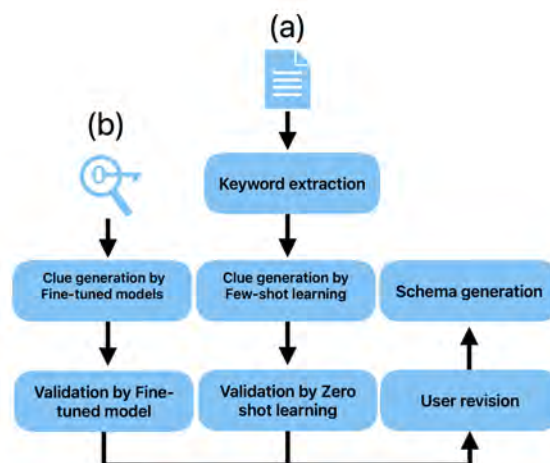 (a)
(b)
Keyword extraction
Clue generation by
Fine-tuned models
Clue generation by
Few-shot learning
Schema generation
Validation by Fine-
tuned model
Validation by Zero
shot learning
User revision